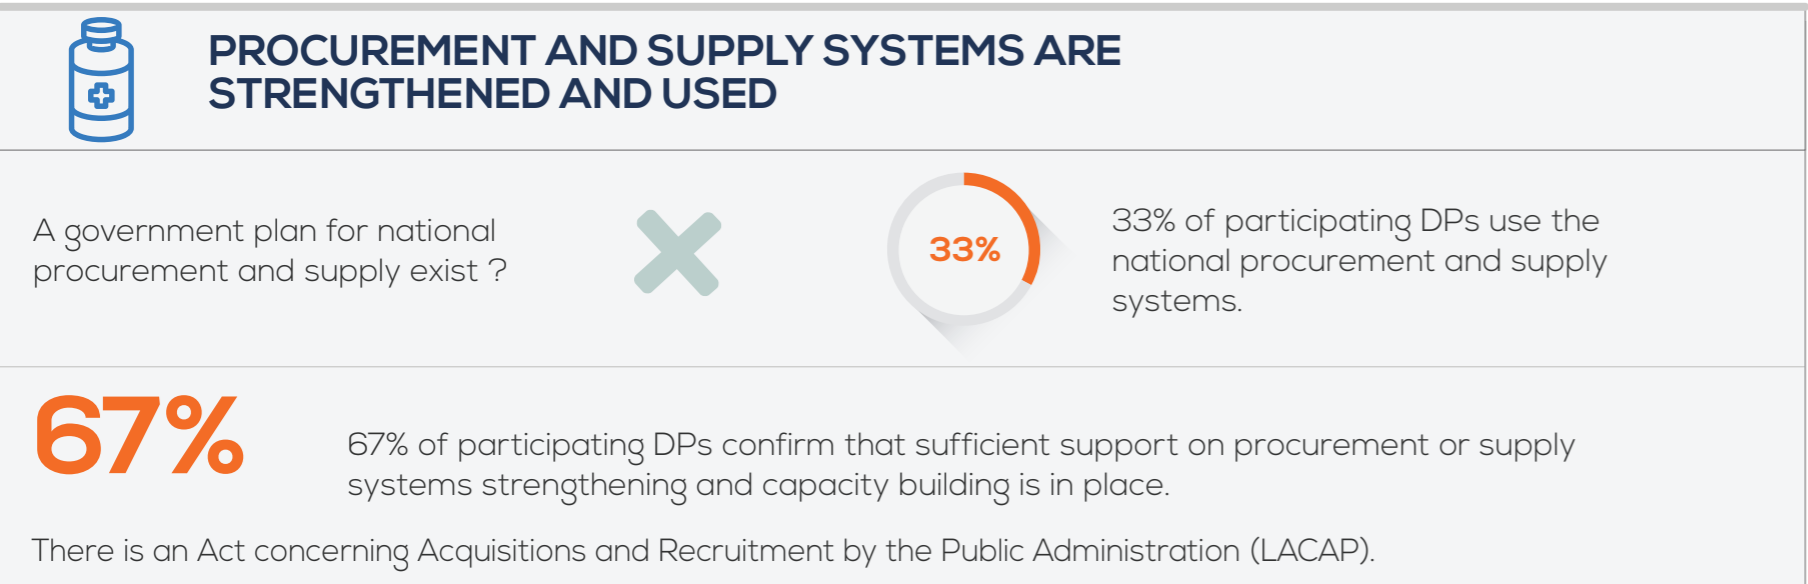 PROCUREMENT AND SUPPLY SYSTEMS ARE
STRENGTHENED AND USED
A government plan for national
procurement and supply exist ?
33%
33% of participating DPs use the
national procurement and supply
systems.
67%
67% of participating DPs confirm that sufficient support on procurement or supply
systems strengthening and capacity building is in place.
There is an Act concerning Acquisitions and Recruitment by the Public Administration (LACAP).